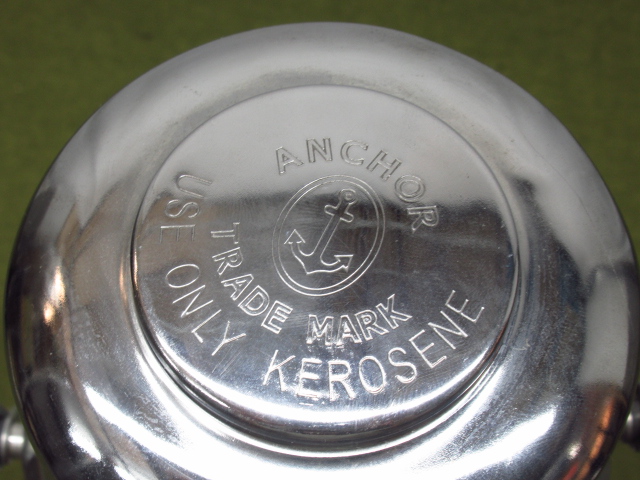 ANCHOR
TRADE MARK
USE ONLY KEROSENE